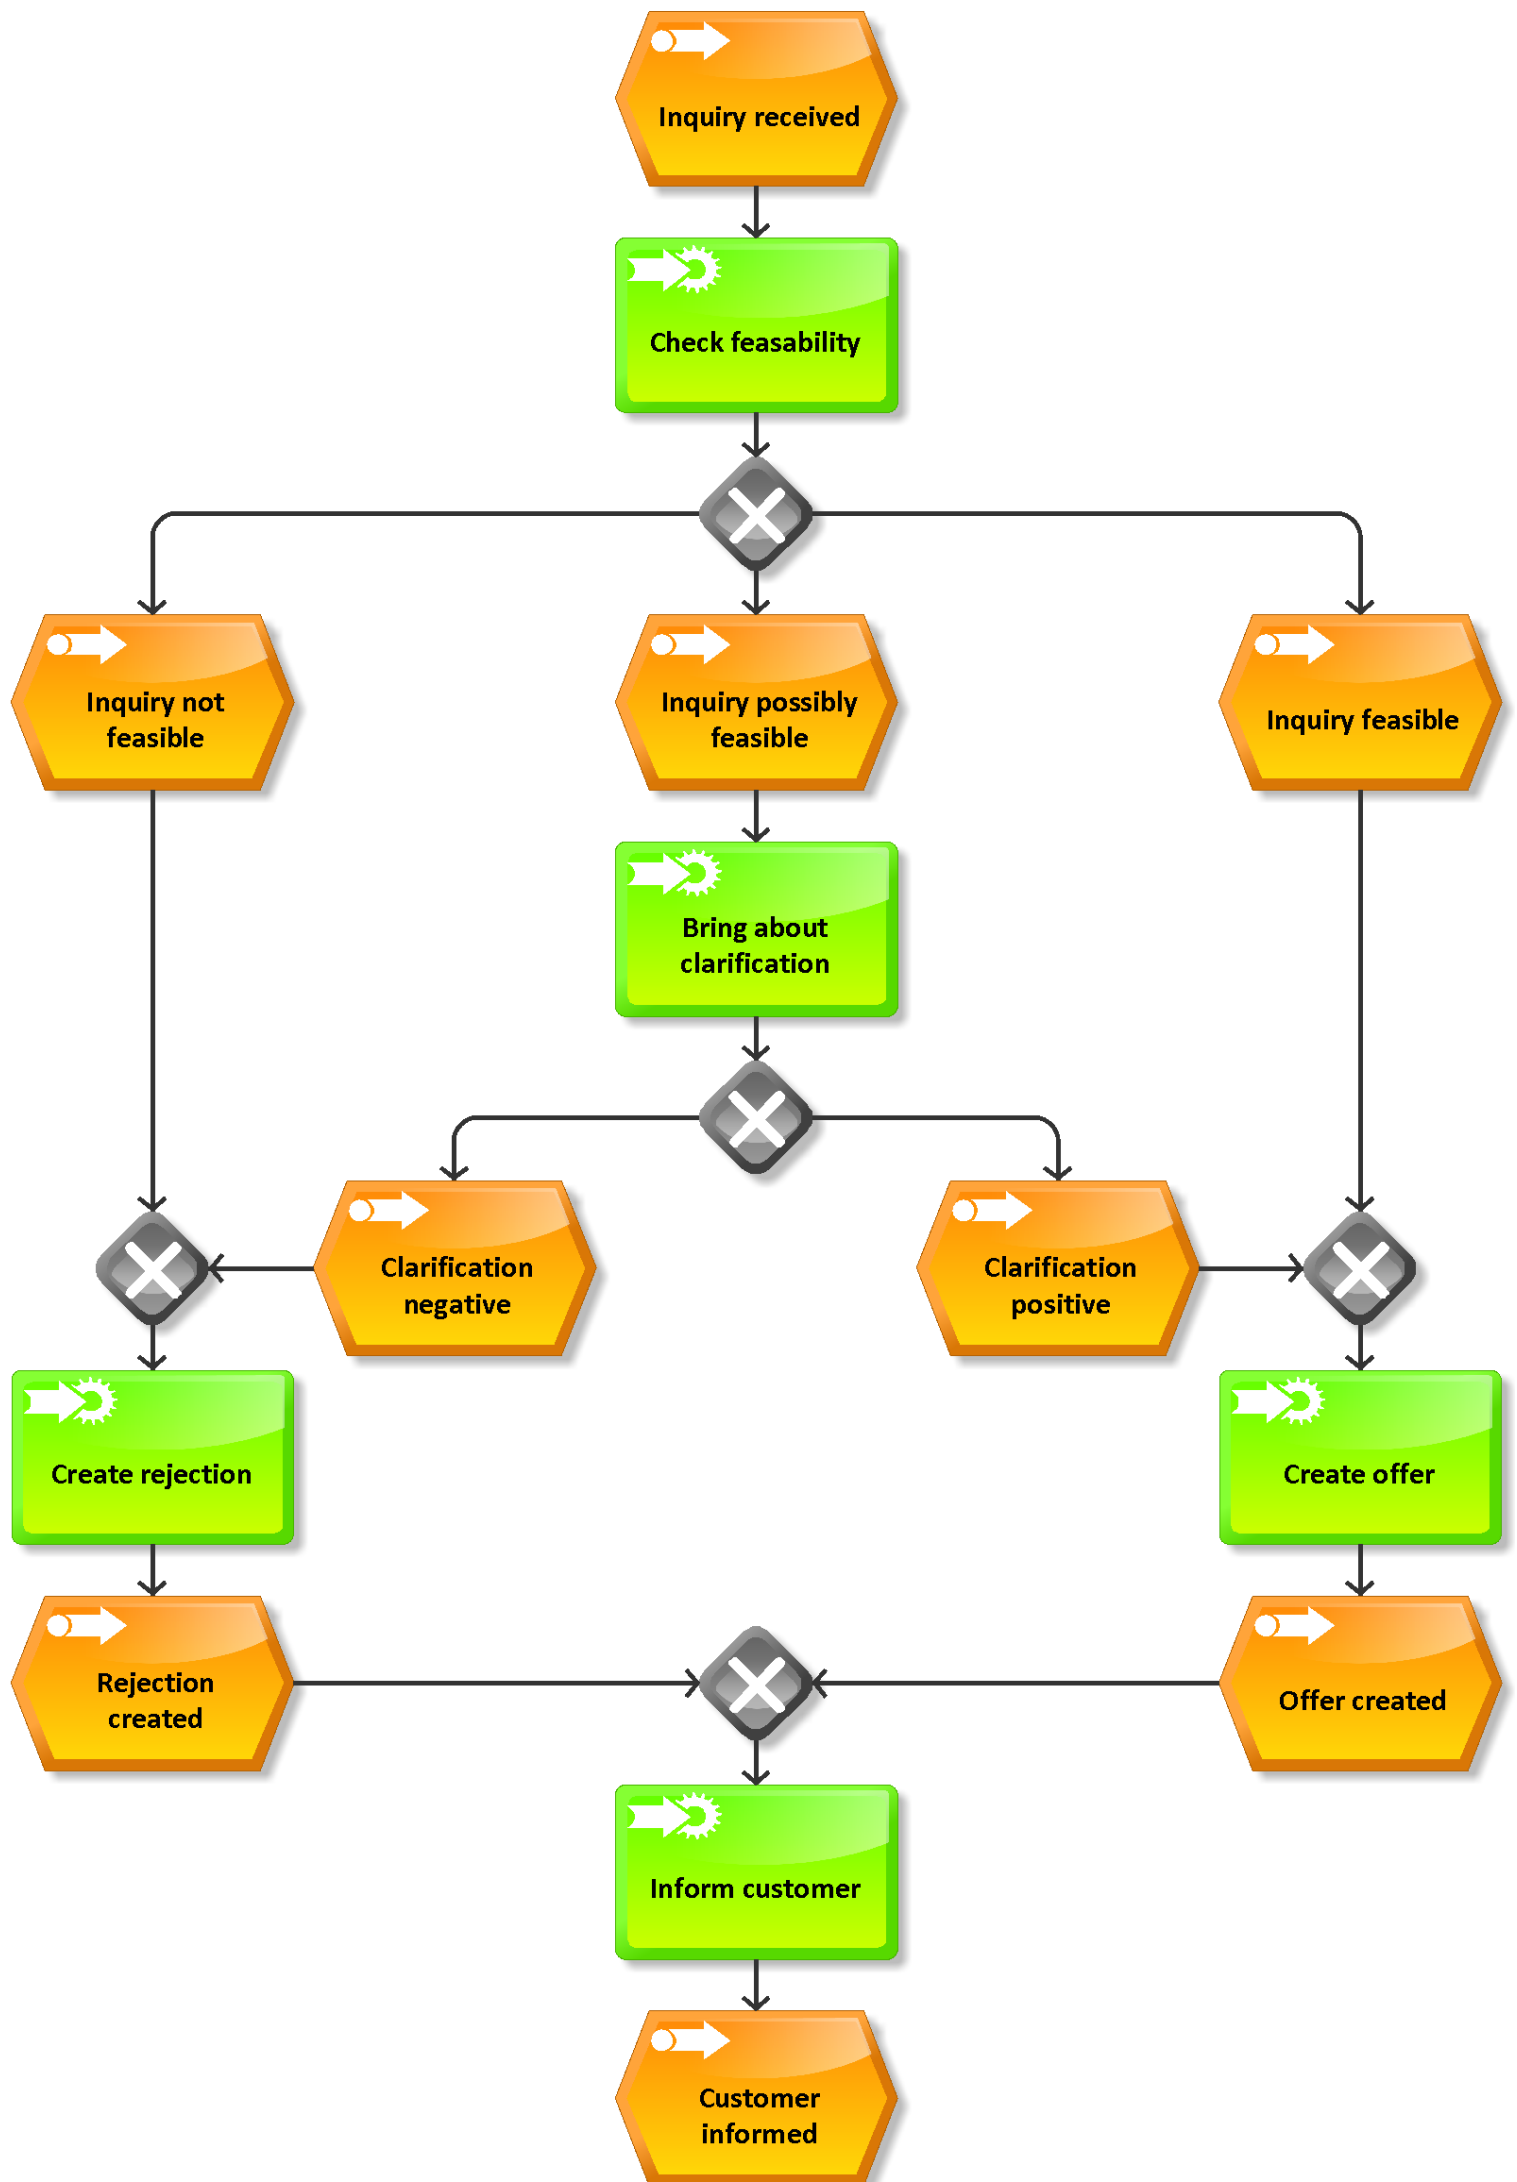 Inquiry received
Check feasability
Inquiry not
feasible
Inquiry possibly
feasible
Inquiry feasible
Bring about
clarification
Clarification
negative
Clarification
positive
Create rejection
Create offer
Rejection
created
Offer created
Inform customer
Customer
informed